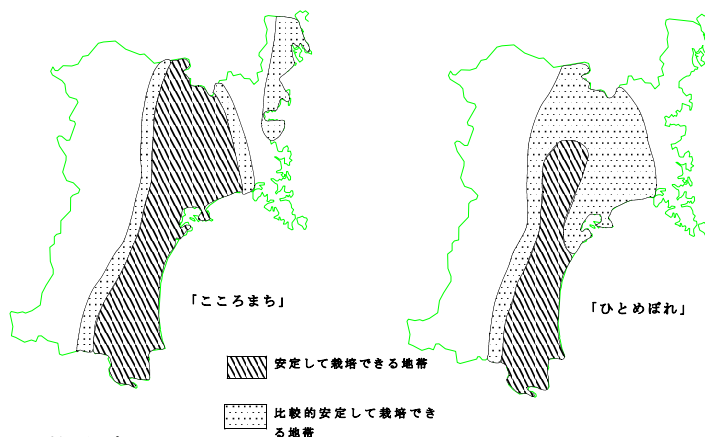 「こころまち」
「ひとめぼれ」
安定して栽培できる地帯
比較的安定して栽培でき
る地帯